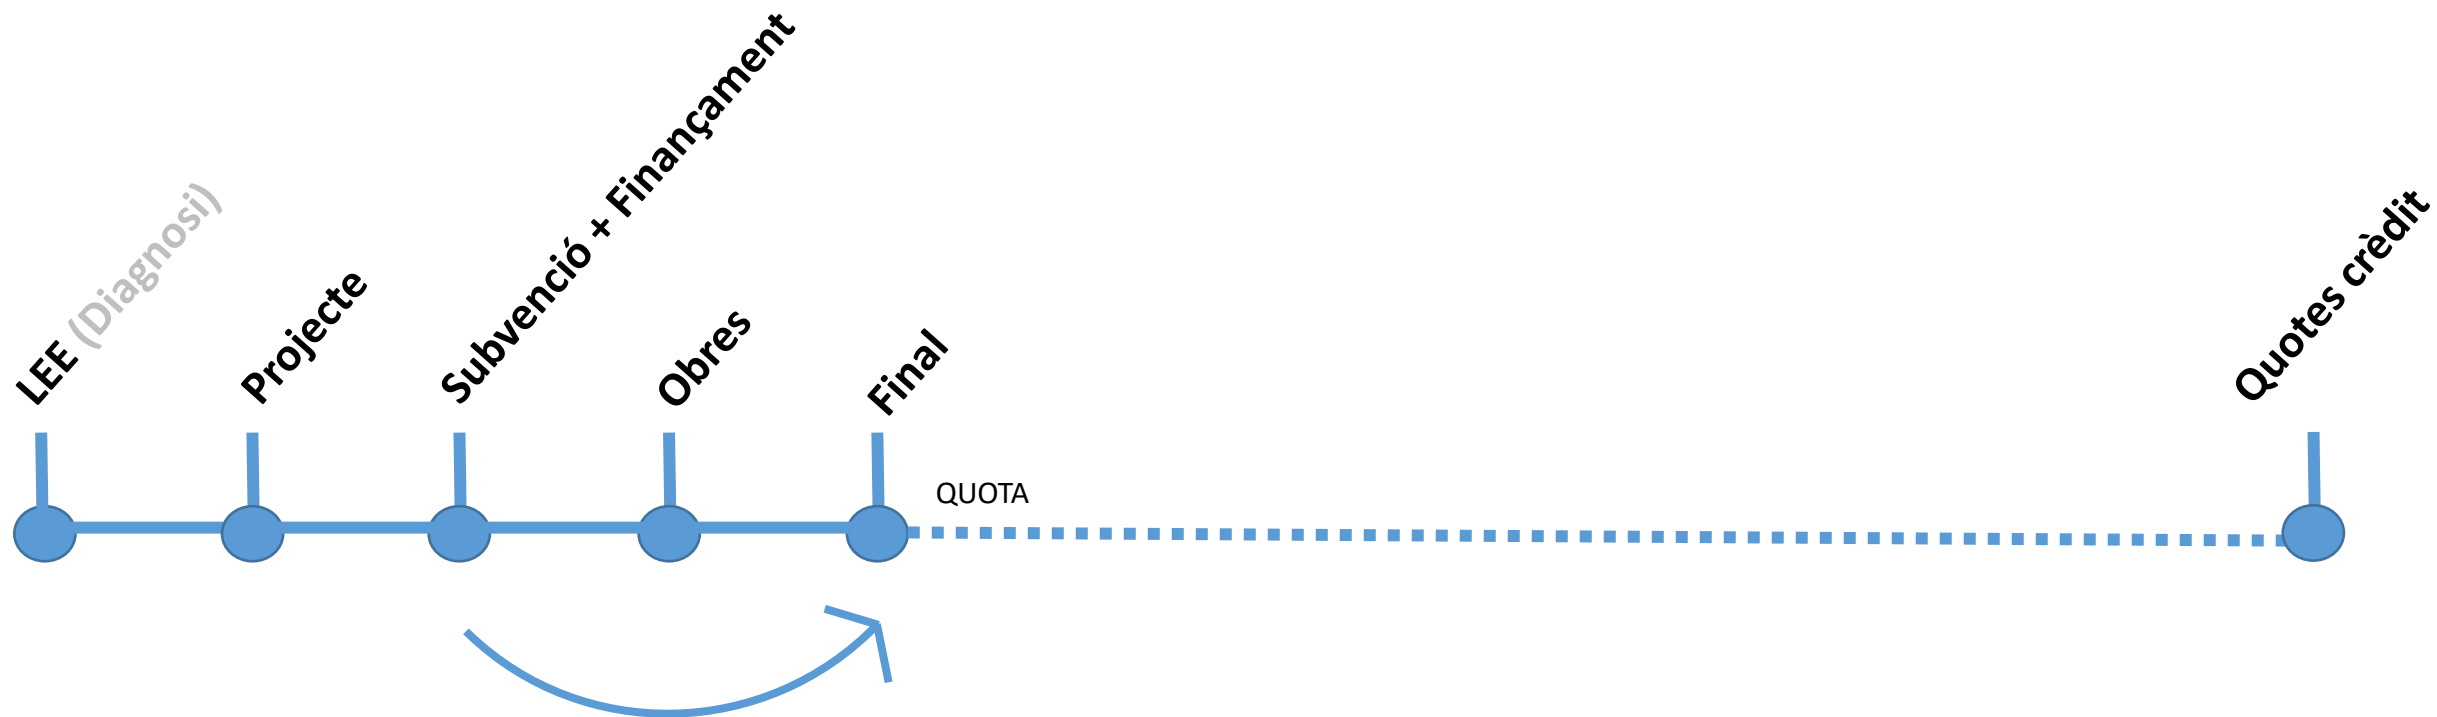 LEE (Diagnosi)
Projecte
Subvenció + Finançament
Obres
Final
Quotes crèdit
QUOTA